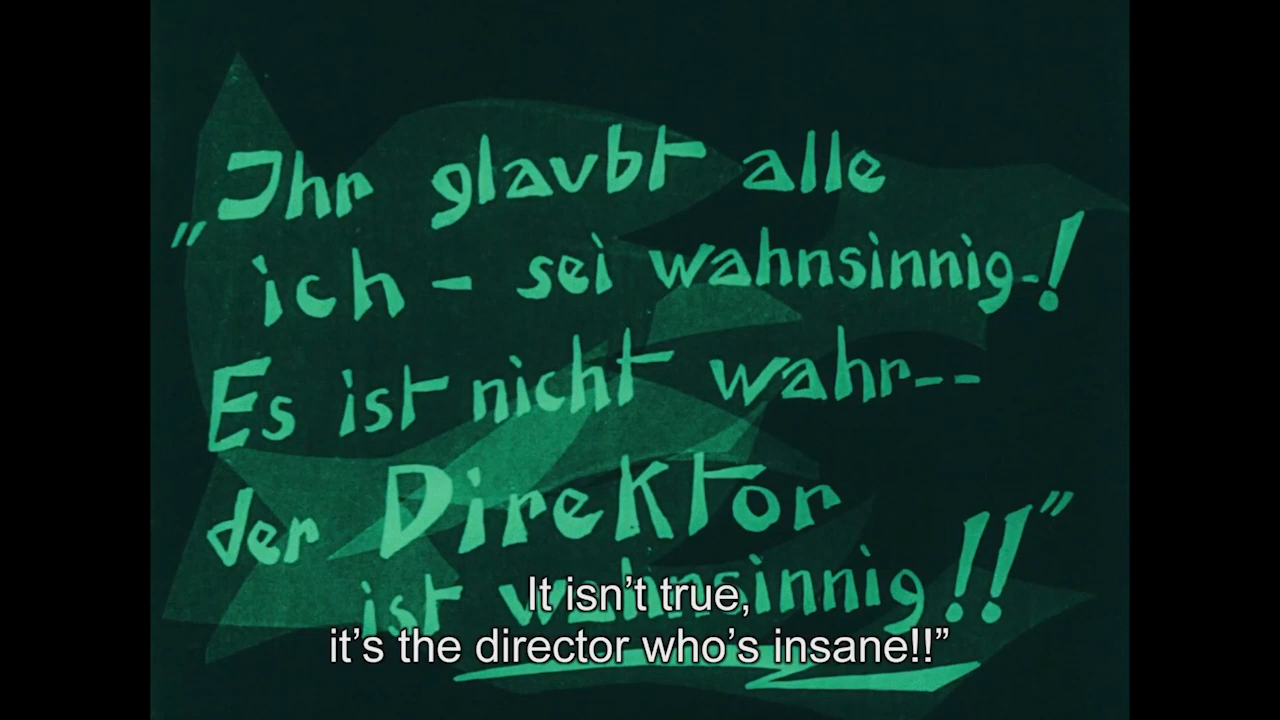 „Ihr glaubt alle
ich - sei wahnsinnig-!
Es ist nicht wahr--
der Direktor
ist wahnsinnig!!”
It isn't true,
it's the director who's insane!!”